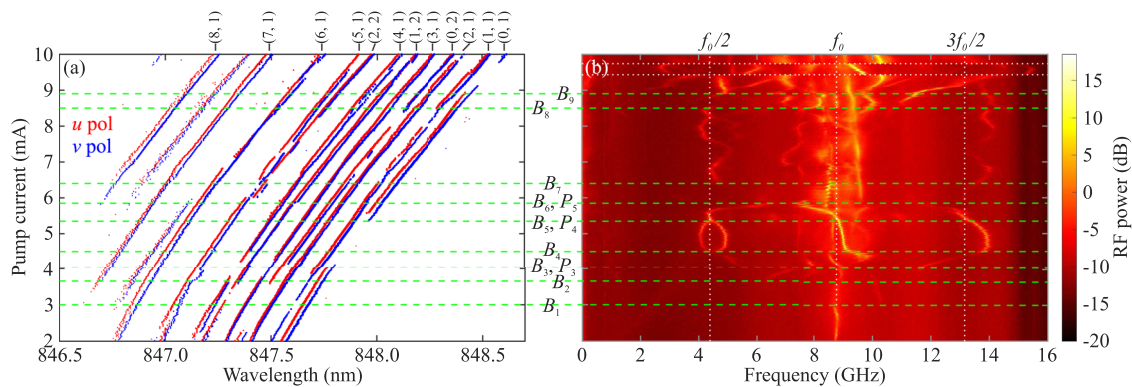 (8, 1)
(7, 1)
(6, 1)
(5, 1)
(2, 2)
(4, 1)
(1, 2)
(3, 1)
(0, 2)
(2, 1)
(1, 1)
(0, 1)
f₀/2
f₀
3f₀/2
(a)
(b)
u pol
v pol
Pump current (mA)
10
9
8
7
6
5
4
3
2
846.5
847.0
847.5
848.0
848.5
Wavelength (nm)
B₉
B₈
B₇
B₆, P₅
B₅, P₄
B₄
B₃, P₃
B₂
B₁
0
2
4
6
8
10
12
14
16
Frequency (GHz)
15
10
5
0
-5
-10
-15
-20
RF power (dB)